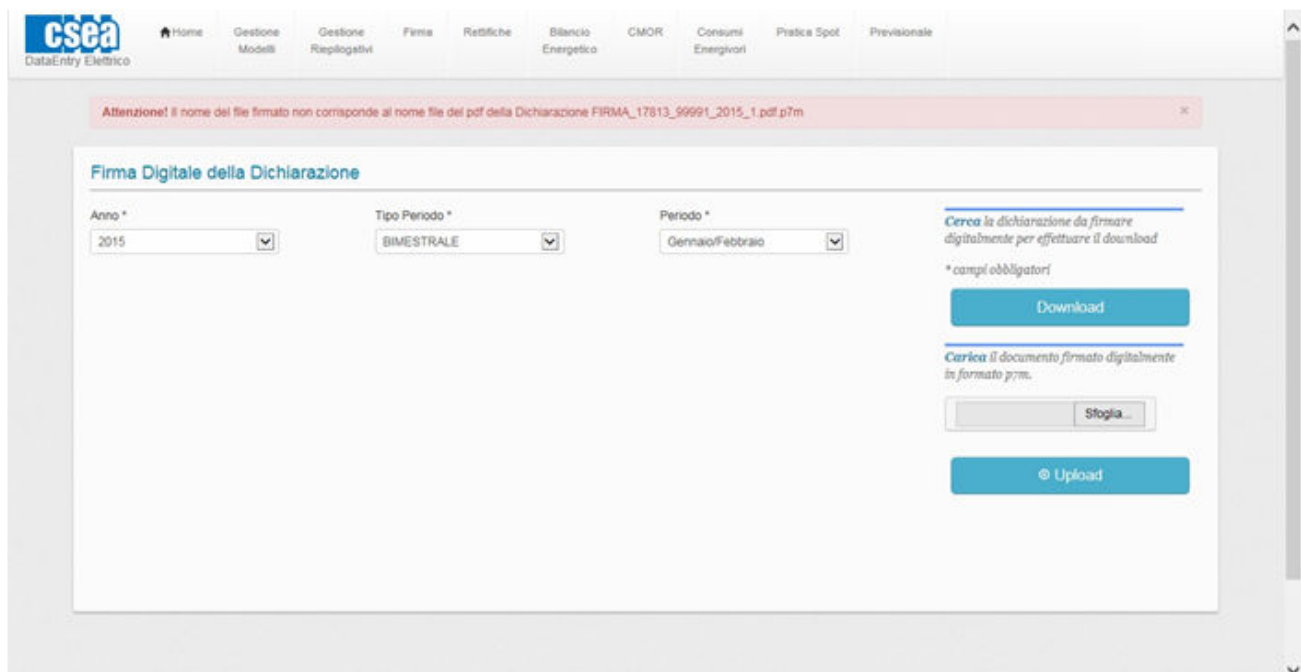 csea
DataEntry Elettrico
Home
Gestione
Modelli
Gestione
Riepilogativi
Firma
Rettifiche
Bilancio
Energetico
CMOR
Consumi
Energivori
Pratica Spot
Previsionale
Attenzione! Il nome del file firmato non corrisponde al nome file del pdf della Dichiarazione FIRMA_17813_99991_2015_1.pdf.p7m
×
Firma Digitale della Dichiarazione
Anno *
2015
Tipo Periodo *
BIMESTRALE
Periodo *
Gennaio/Febbraio
Cerca la dichiarazione da firmare
digitalmente per effettuare il download
* campi obbligatori
Download
Carica il documento firmato digitalmente
in formato p7m.
Sfoglia...
Upload